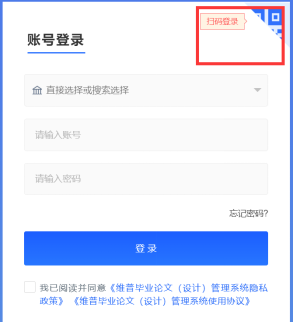 扫码登录
账号登录
直接选择或搜索选择
请输入账号
请输入密码
忘记密码?
登 录
我已阅读并同意《维普毕业论文（设计）管理系统隐私
政策》《维普毕业论文（设计）管理系统使用协议》